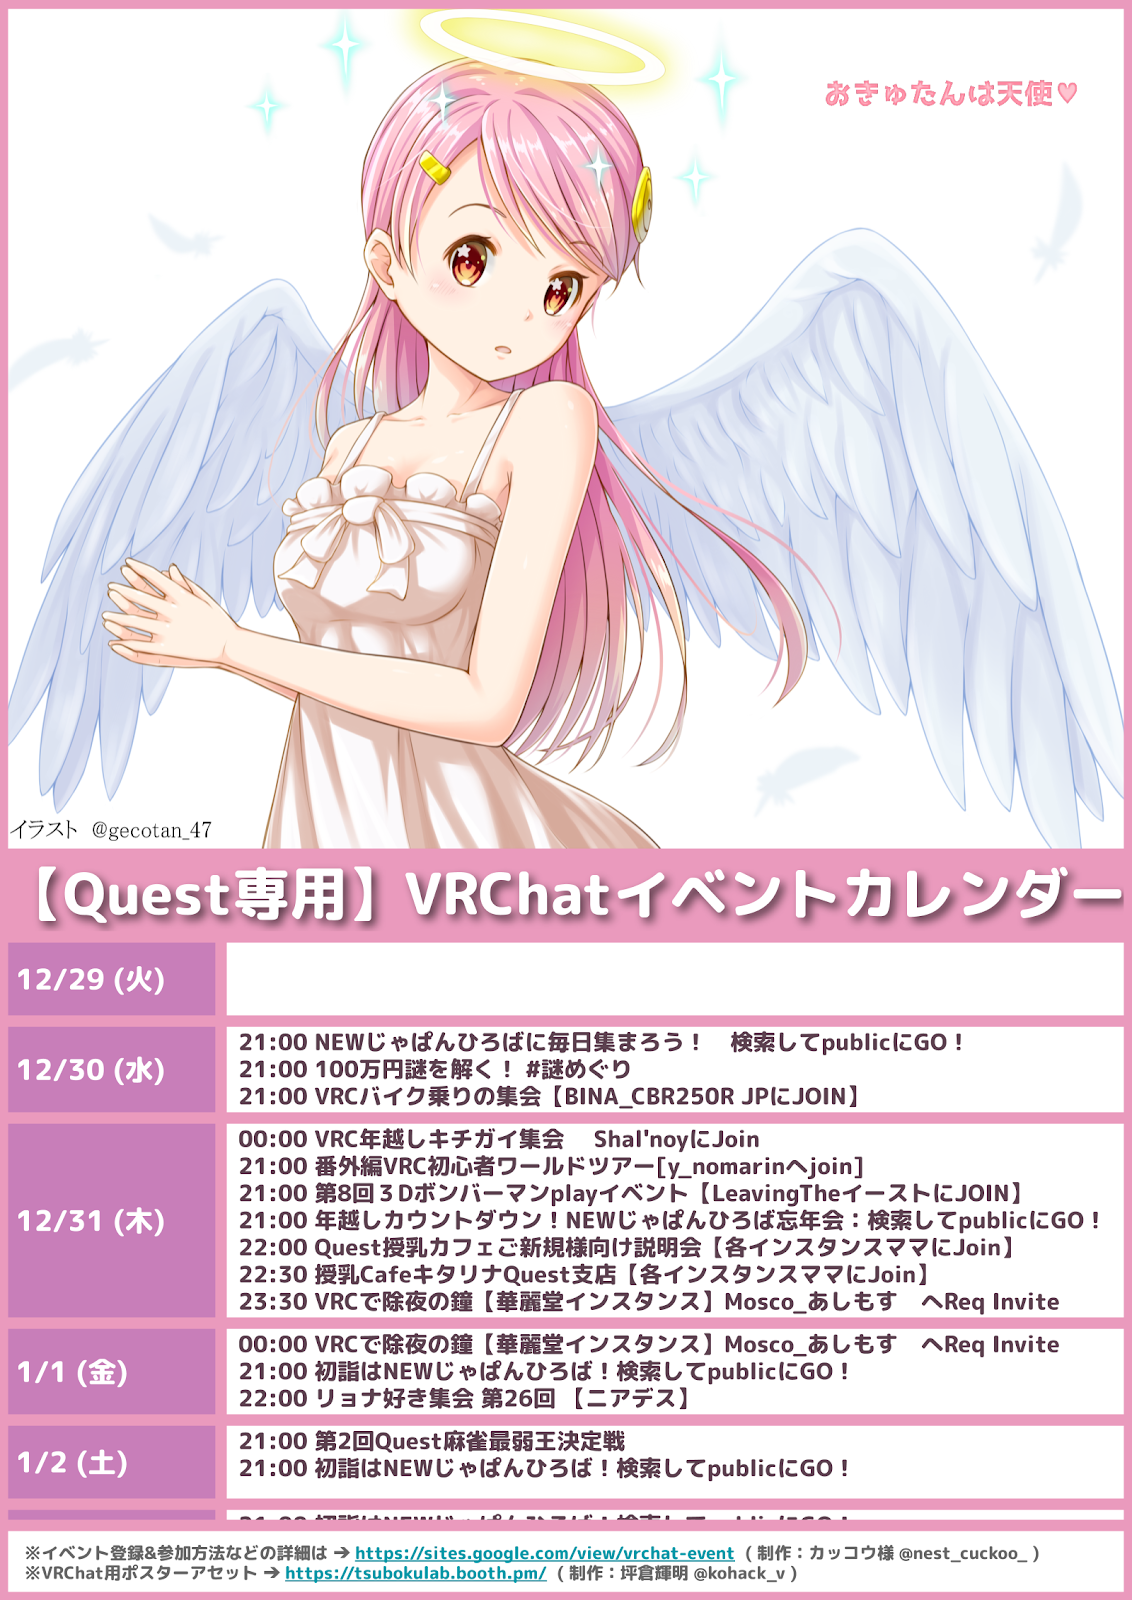 おきゅたんは天使♥
イラスト @gecotan_47
【Quest専用】VRChatイベントカレンダー
12/29 (火)
12/30 (水)
21:00 NEWじゃぱんひろばに毎日集まろう！ 検索してpublicにGO！
21:00 100万円謎を解く！ #謎めぐり
21:00 VRCバイク乗りの集会【BINA_CBR250R JPにJOIN】
12/31 (木)
00:00 VRC年越しキチガイ集会 Shal'noyにJoin
21:00 番外編VRC初心者ワールドツアー[y_nomarinへjoin]
21:00 第8回３Dボンバーマンplayイベント【LeavingTheイーストにJOIN】
21:00 年越しカウントダウン！NEWじゃぱんひろば忘年会：検索してpublicにGO！
22:00 Quest授乳カフェご新規様向け説明会【各インスタンスママにJoin】
22:30 授乳CafeキタリナQuest支店【各インスタンスママにJoin】
23:30 VRCで除夜の鐘【華麗堂インスタンス】Mosco_あしもす へReq Invite
1/1 (金)
00:00 VRCで除夜の鐘【華麗堂インスタンス】Mosco_あしもす へReq Invite
21:00 初詣はNEWじゃぱんひろば！検索してpublicにGO！
22:00 リョナ好き集会 第26回 【ニアデス】
1/2 (土)
21:00 第2回Quest麻雀最弱王決定戦
21:00 初詣はNEWじゃぱんひろば！検索してpublicにGO！
21:00 初詣はNEWじゃぱんひろば！検索してpublicにGO！
※イベント登録&参加方法などの詳細は ➔ https://sites.google.com/view/vrchat-event ( 制作：カッコウ様 @nest_cuckoo_ )
※VRChat用ポスターアセット ➔ https://tsubokulab.booth.pm/ ( 制作：坪倉輝明 @kohack_v )